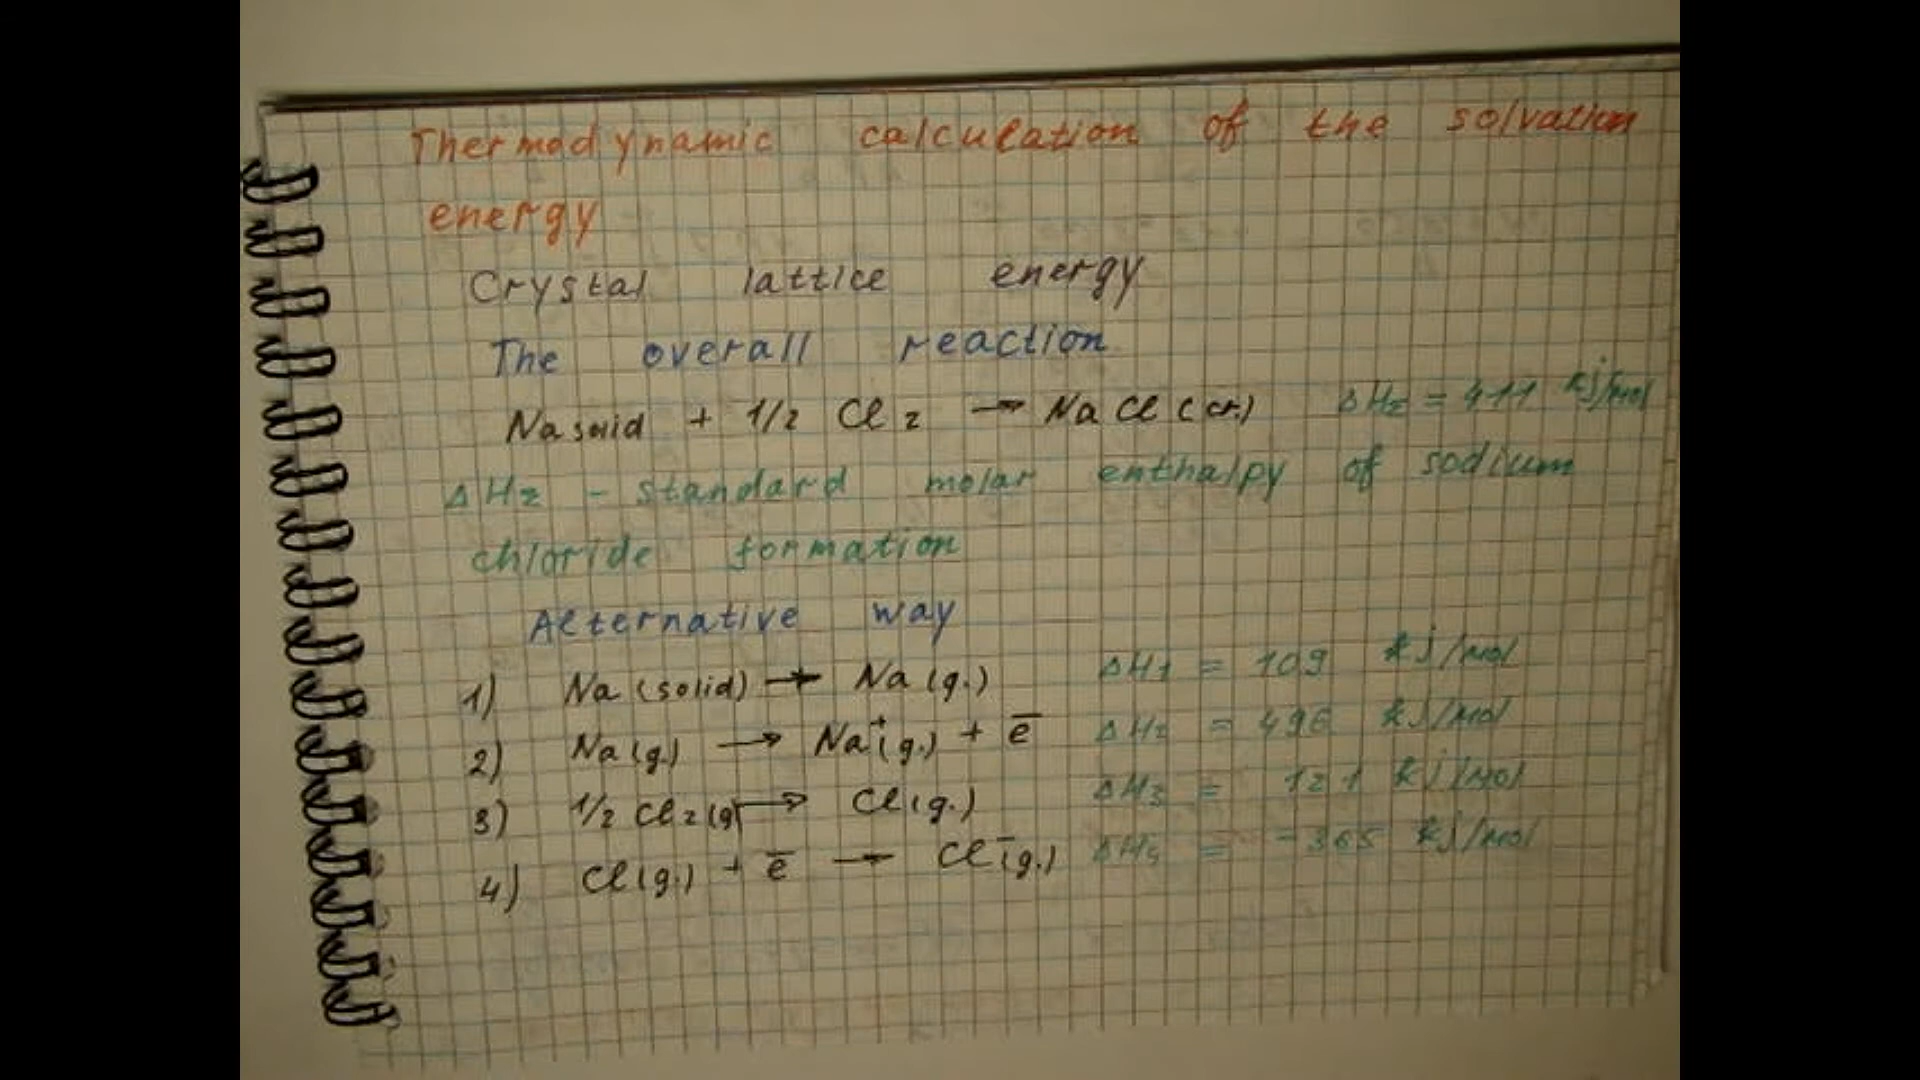 Thermodynamic calculation of the solvation
energy
Crystal lattice energy
The overall reaction
Na solid + 1/2 Cl2 → NaCl (cr.) ΔHΣ = 411 kj/mol
ΔHΣ - standard molar enthalpy of sodium
chloride formation
Alternative way
1) Na (solid) → Na (g.) ΔH1 = 109 kj/mol
2) Na (g.) → Na⁺(g.) + e̅ ΔH2 = 496 kj/mol
3) 1/2 Cl2 (g) → Cl (g.) ΔH3 = 121 kj/mol
4) Cl (g.) + e̅ → Cl⁻(g.) ΔH4 = -365 kj/mol